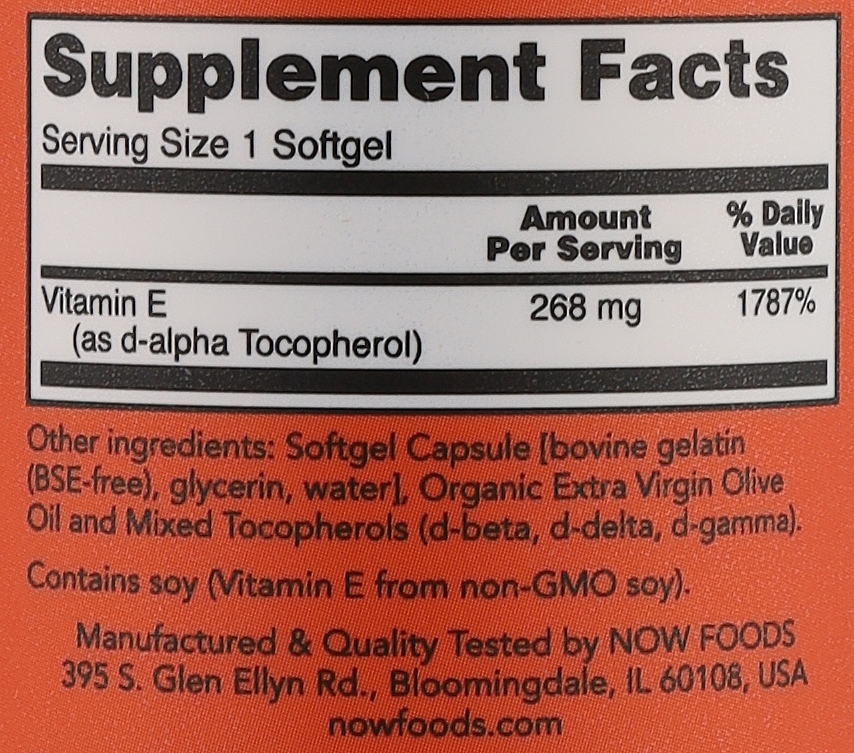 Supplement Facts
Serving Size 1 Softgel
Amount Per Serving
% Daily Value
Vitamin E 268 mg 1787%
(as d-alpha Tocopherol)
Other ingredients: Softgel Capsule [bovine gelatin
(BSE-free), glycerin, water], Organic Extra Virgin Olive
Oil and Mixed Tocopherols (d-beta, d-delta, d-gamma).
Contains soy (Vitamin E from non-GMO soy).
Manufactured & Quality Tested by NOW FOODS
395 S. Glen Ellyn Rd., Bloomingdale, IL 60108, USA
nowfoods.com